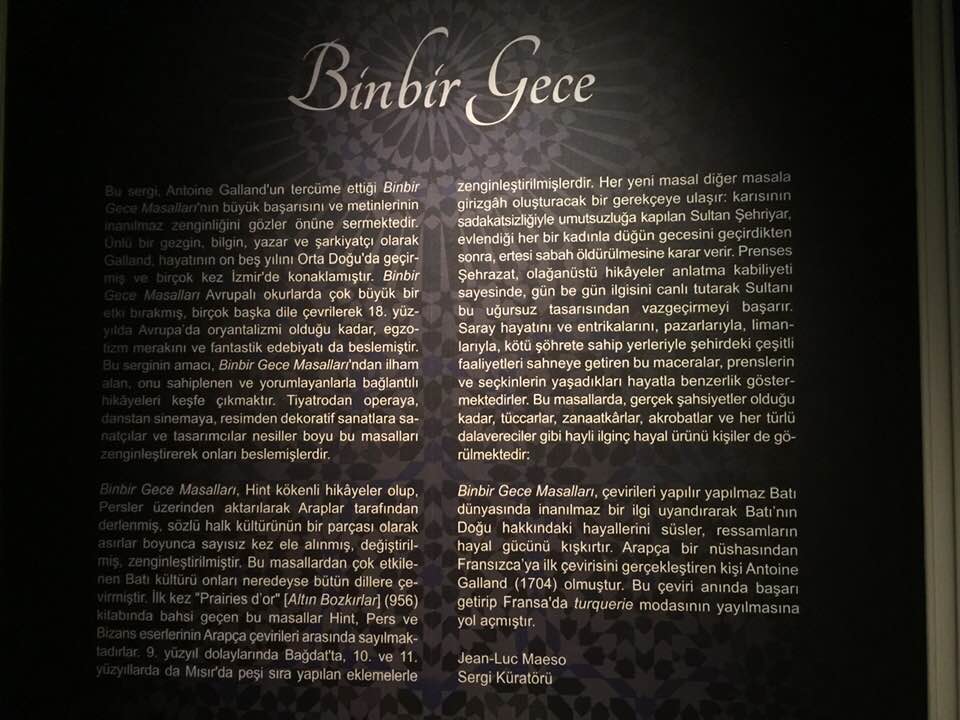 Binbir Gece
Bu sergi, Antoine Galland'un tercüme ettiği Binbir
Gece Masalları'nın büyük başarısını ve metinlerinin
inanılmaz zenginliğini gözler önüne sermektedir.
Ünlü bir gezgin, bilgin, yazar ve şarkiyatçı olarak
Galland, hayatının on beş yılını Orta Doğu'da geçir-
miş ve birçok kez İzmir'de konaklamıştır. Binbir
Gece Masalları Avrupalı okurlarda çok büyük bir
etki bırakmış, birçok başka dile çevrilerek 18. yüz-
yılda Avrupa'da oryantalizmi olduğu kadar, egzo-
tizm merakını ve fantastik edebiyatı da beslemiştir.
Bu serginin amacı, Binbir Gece Masalları'ndan ilham
alan, onu sahiplenen ve yorumlayanlarla bağlantılı
hikâyeleri keşfe çıkmaktır. Tiyatrodan operaya,
danstan sinemaya, resimden dekoratif sanatlara sa-
natçılar ve tasarımcılar nesiller boyu bu masalları
zenginleştirerek onları beslemişlerdir.
Binbir Gece Masalları, Hint kökenli hikâyeler olup,
Persler üzerinden aktarılarak Araplar tarafından
derlenmiş, sözlü halk kültürünün bir parçası olarak
asırlar boyunca sayısız kez ele alınmış, değiştiril-
miş, zenginleştirilmiştir. Bu masallardan çok etkile-
nen Batı kültürü onları neredeyse bütün dillere çe-
virmiştir. İlk kez "Prairies d'or" [Altın Bozkırlar] (956)
kitabında bahsi geçen bu masallar Hint, Pers ve
Bizans eserlerinin Arapça çevirileri arasında sayılmak-
tadırlar. 9. yüzyıl dolaylarında Bağdat'ta, 10. ve 11.
yüzyıllarda da Mısır'da peşi sıra yapılan eklemelerle
zenginleştirilmişlerdir. Her yeni masal diğer masala
girizgâh oluşturacak bir gerekçeye ulaşır: karısının
sadakatsizliğiyle umutsuzluğa kapılan Sultan Şehriyar,
evlendiği her bir kadınla düğün gecesini geçirdikten
sonra, ertesi sabah öldürülmesine karar verir. Prenses
Şehrazat, olağanüstü hikâyeler anlatma kabiliyeti
sayesinde, gün be gün ilgisini canlı tutarak Sultanı
bu uğursuz tasarısından vazgeçirmeyi başarır.
Saray hayatını ve entrikalarını, pazarlarıyla, liman-
larıyla, kötü şöhrete sahip yerleriyle şehirdeki çeşitli
faaliyetleri sahneye getiren bu maceralar, prenslerin
ve seçkinlerin yaşadıkları hayatla benzerlik göster-
mektedirler. Bu masallarda, gerçek şahsiyetler olduğu
kadar, tüccarlar, zanaatkârlar, akrobatlar ve her türlü
dalavereciler gibi hayli ilginç hayal ürünü kişiler de gö-
rülmektedir:
Binbir Gece Masalları, çevirileri yapılır yapılmaz Batı
dünyasında inanılmaz bir ilgi uyandırarak Batı'nın
Doğu hakkındaki hayallerini süsler, ressamların
hayal gücünü kışkırtır. Arapça bir nüshasından
Fransızca'ya ilk çevirisini gerçekleştiren kişi Antoine
Galland (1704) olmuştur. Bu çeviri anında başarı
getirip Fransa'da turquerie modasının yayılmasına
yol açmıştır.
Jean-Luc Maeso
Sergi Küratörü